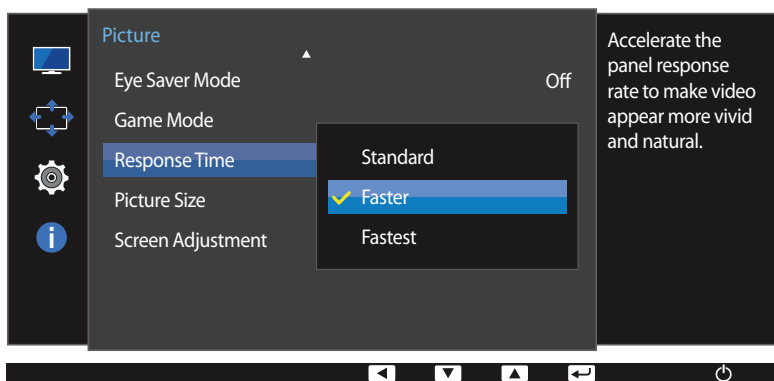 Picture
Eye Saver Mode Off
Game Mode
Response Time
Picture Size
Screen Adjustment
Standard
Faster
Fastest
Accelerate the
panel response
rate to make video
appear more vivid
and natural.